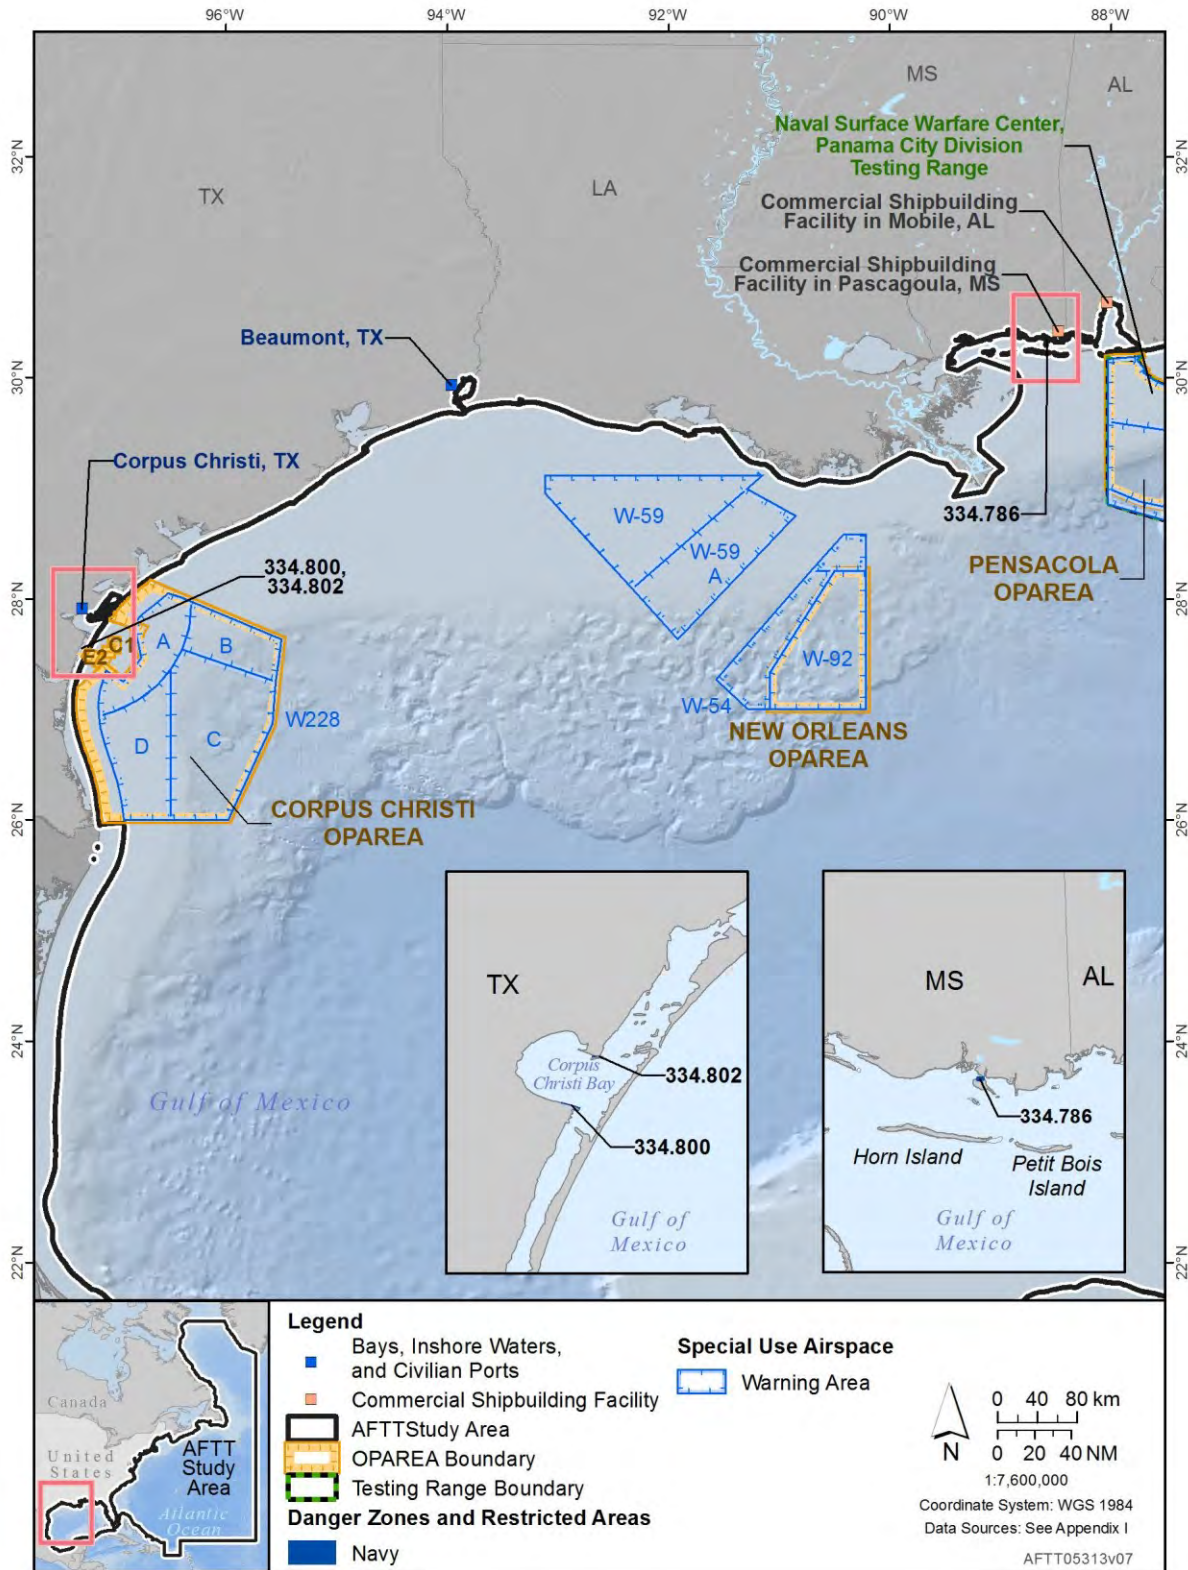 96°W
94°W
92°W
90°W
88°W
MS
AL
Naval Surface Warfare Center,
Panama City Division
Testing Range
32°N
32°N
TX
LA
Commercial Shipbuilding
Facility in Mobile, AL
Commercial Shipbuilding
Facility in Pascagoula, MS
Beaumont, TX
30°N
30°N
Corpus Christi, TX
W-59
334.786
W-59
A
PENSACOLA
OPAREA
334.800,
334.802
28°N
28°N
A
C1
B
E2
W-92
W-54
W228
D
C
NEW ORLEANS
OPAREA
CORPUS CHRISTI
OPAREA
26°N
26°N
TX
MS
AL
24°N
24°N
Corpus
Christi Bay
334.802
334.800
334.786
Gulf of Mexico
Horn Island
Petit Bois
Island
Gulf of
Mexico
Gulf of
Mexico
22°N
22°N
Canada
United
States
AFTT
Study
Area
Atlantic
Ocean
Legend
Bays, Inshore Waters,
and Civilian Ports
Commercial Shipbuilding Facility
AFTTStudy Area
OPAREA Boundary
Testing Range Boundary
Danger Zones and Restricted Areas
Navy
Special Use Airspace
Warning Area
N
0 40 80 km
0 20 40 NM
1:7,600,000
Coordinate System: WGS 1984
Data Sources: See Appendix I
AFTT05313v07